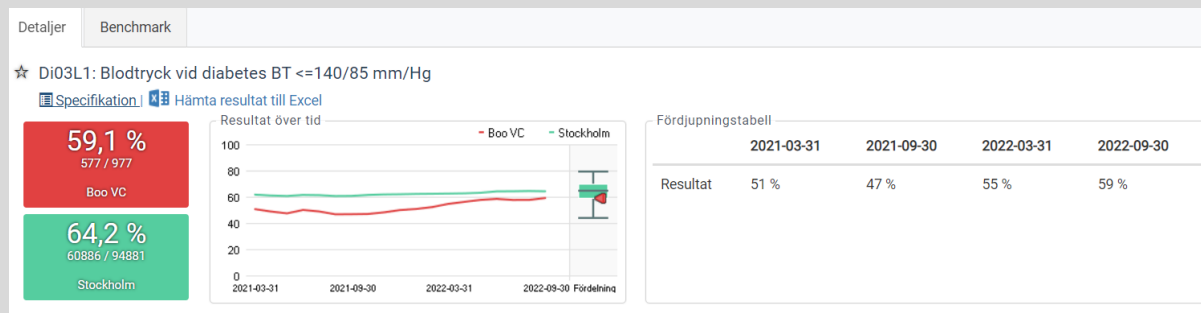 Detaljer
Benchmark
☆ Di03L1: Blodtryck vid diabetes BT <=140/85 mm/Hg
Specifikation | Hämta resultat till Excel
59,1 %
577 / 977
Boo VC
64,2 %
60886 / 94881
Stockholm
Resultat över tid
Boo VC Stockholm
100
80
60
40
20
0
2021-03-31 2021-09-30 2022-03-31 2022-09-30 Fördelning
Fördjupningstabell
2021-03-31 2021-09-30 2022-03-31 2022-09-30
Resultat 51 % 47 % 55 % 59 %